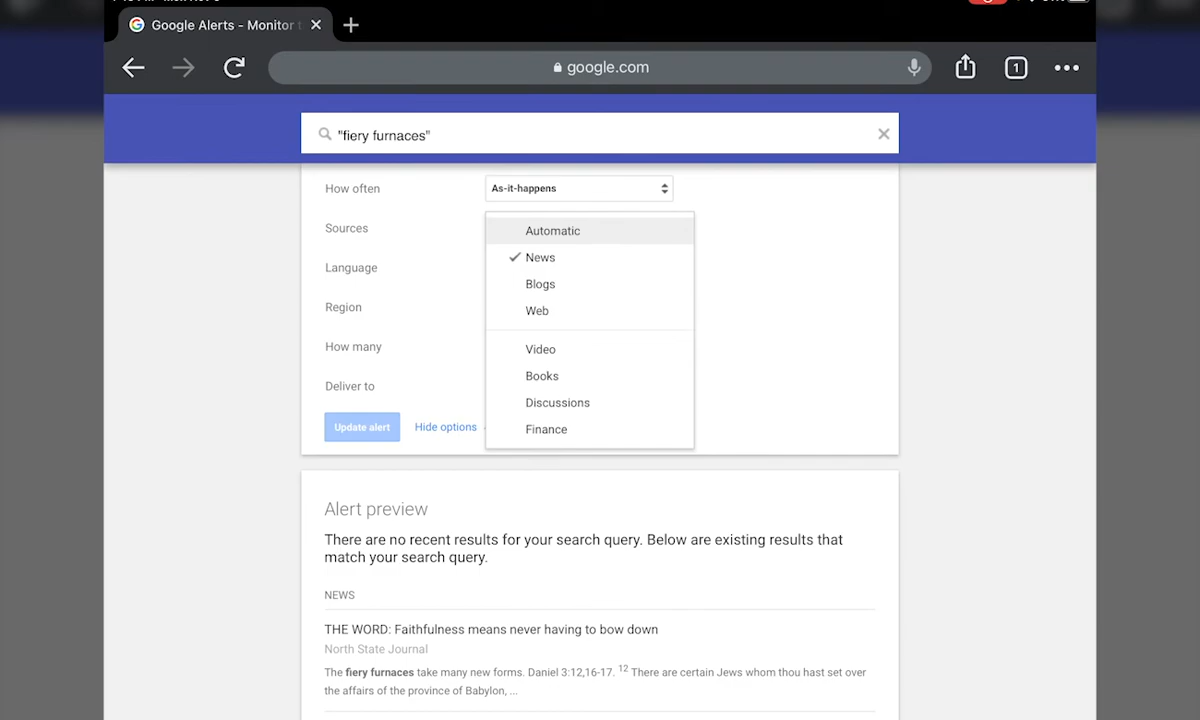 Google Alerts - Monitor t
google.com
1
"fiery furnaces"
How often
As-it-happens
Sources
Automatic
News
Language
Blogs
Region
Web
How many
Video
Books
Deliver to
Discussions
Update alert
Hide options
Finance
Alert preview
There are no recent results for your search query. Below are existing results that
match your search query.
NEWS
THE WORD: Faithfulness means never having to bow down
North State Journal
The fiery furnaces take many new forms. Daniel 3:12,16-17. 12 There are certain Jews whom thou hast set over
the affairs of the province of Babylon, ...